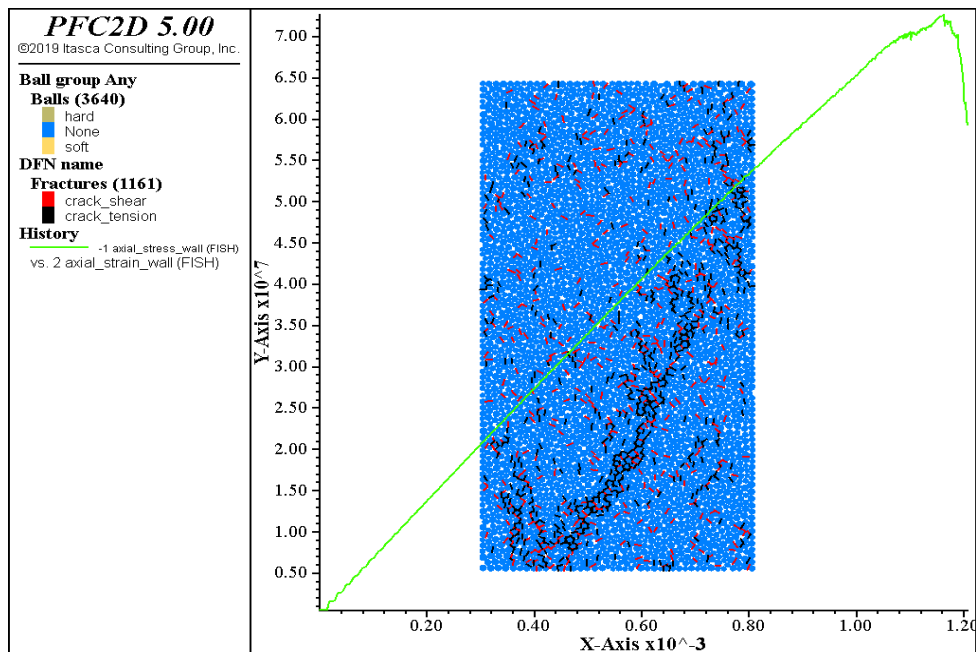 PFC2D 5.00
©2019 Itasca Consulting Group, Inc.
Ball group Any
Balls (3640)
hard
None
soft
DFN name
Fractures (1161)
crack_shear
crack_tension
History
-1 axial_stress_wall (FISH)
vs. 2 axial_strain_wall (FISH)
Y-Axis x10^7
7.00
6.50
6.00
5.50
5.00
4.50
4.00
3.50
3.00
2.50
2.00
1.50
1.00
0.50
0.20 0.40 0.60 0.80 1.00 1.20
X-Axis x10^-3